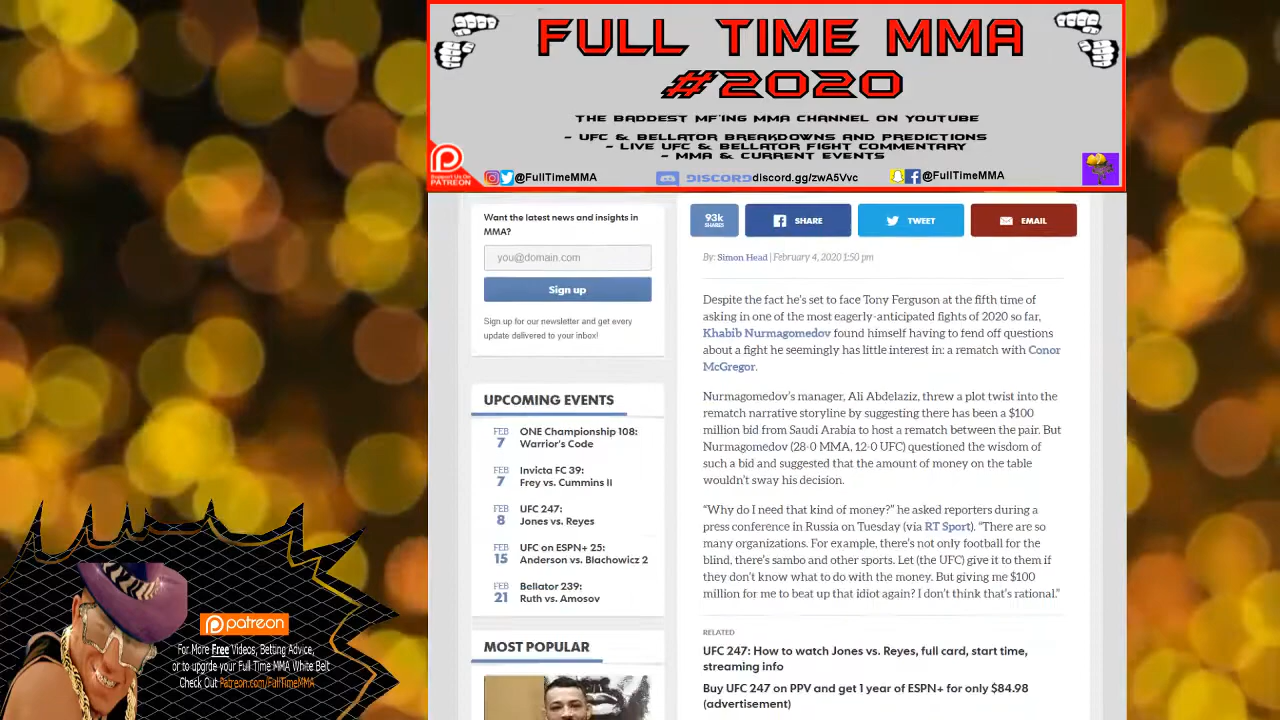 FULL TIME MMA
#2020
THE BADDEST MF'ING MMA CHANNEL ON YOUTUBE
- UFC & BELLATOR BREAKDOWNS AND PREDICTIONS
- LIVE UFC & BELLATOR FIGHT COMMENTARY
- MMA & CURRENT EVENTS
SUPPORT US ON
PATREON
@FullTimeMMA
DISCORD discord.gg/zwA5Vvc
@FullTimeMMA
Want the latest news and insights in
MMA?
you@domain.com
Sign up
Sign up for our newsletter and get every
update delivered to your inbox!
UPCOMING EVENTS
FEB
7
ONE Championship 108:
Warrior's Code
FEB
7
Invicta FC 39:
Frey vs. Cummins II
FEB
8
UFC 247:
Jones vs. Reyes
FEB
15
UFC on ESPN+ 25:
Anderson vs. Blachowicz 2
FEB
21
Bellator 239:
Ruth vs. Amosov
MOST POPULAR
93k
SHARES
SHARE
TWEET
EMAIL
By: Simon Head | February 4, 2020 1:50 pm
Despite the fact he's set to face Tony Ferguson at the fifth time of
asking in one of the most eagerly-anticipated fights of 2020 so far,
Khabib Nurmagomedov found himself having to fend off questions
about a fight he seemingly has little interest in: a rematch with Conor
McGregor.
Nurmagomedov's manager, Ali Abdelaziz, threw a plot twist into the
rematch narrative storyline by suggesting there has been a $100
million bid from Saudi Arabia to host a rematch between the pair. But
Nurmagomedov (28-0 MMA, 12-0 UFC) questioned the wisdom of
such a bid and suggested that the amount of money on the table
wouldn't sway his decision.
"Why do I need that kind of money?" he asked reporters during a
press conference in Russia on Tuesday (via RT Sport). "There are so
many organizations. For example, there's not only football for the
blind, there's sambo and other sports. Let (the UFC) give it to them if
they don't know what to do with the money. But giving me $100
million for me to beat up that idiot again? I don't think that's rational."
RELATED
UFC 247: How to watch Jones vs. Reyes, full card, start time,
streaming info
Buy UFC 247 on PPV and get 1 year of ESPN+ for only $84.98
(advertisement)
patreon
For More Free Videos, Betting Advice,
or to upgrde your Full Time MMA White Belt
Check Out Patreon.com/FullTimeMMA